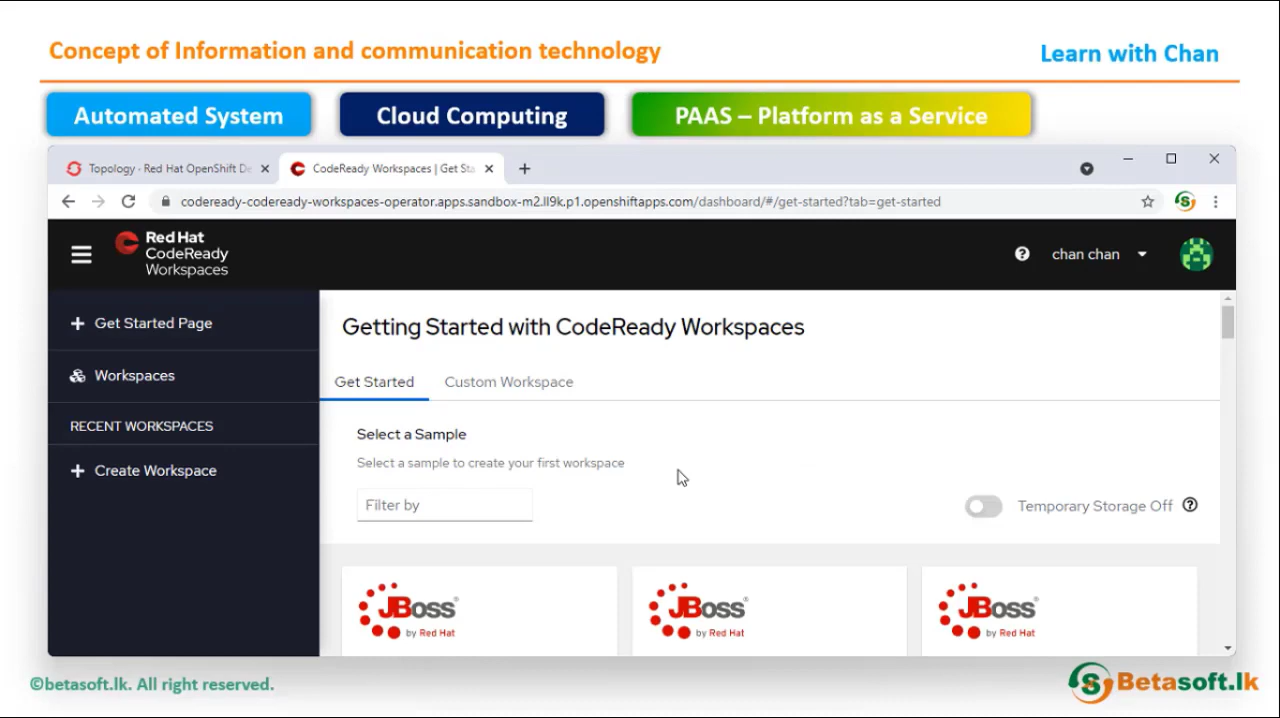 Concept of Information and communication technology
Learn with Chan
Automated System
Cloud Computing
PAAS – Platform as a Service
Topology - Red Hat OpenShift De
CodeReady Workspaces | Get Sta
codeready-codeready-workspaces-operator.apps.sandbox-m2.ll9k.p1.openshiftapps.com/dashboard/#/get-started?tab=get-started
Red Hat
CodeReady
Workspaces
chan chan
Get Started Page
Workspaces
RECENT WORKSPACES
Create Workspace
Getting Started with CodeReady Workspaces
Get Started
Custom Workspace
Select a Sample
Select a sample to create your first workspace
Filter by
Temporary Storage Off
JBoss®
by Red Hat
JBoss®
by Red Hat
JBoss®
by Red Hat
©betasoft.lk. All right reserved.
Betasoft.lk